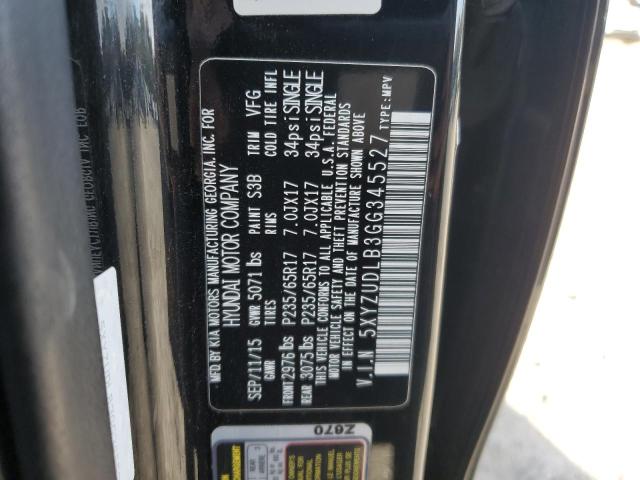 MFG. BY KIA MOTORS MANUFACTURING GEORGIA, INC. FOR
HYUNDAI MOTOR COMPANY
SEP/11/15 GVWR 5071 lbs PAINT S3B TRIM VFG
GAWR TIRES RIMS COLD TIRE INFL
FRONT 2976 lbs P235/65R17 7.0JX17 34psi SINGLE
REAR 3075 lbs P235/65R17 7.0JX17 34psi SINGLE
THIS VEHICLE CONFORMS TO ALL APPLICABLE U.S.A. FEDERAL
MOTOR VEHICLE SAFETY AND THEFT PREVENTION STANDARDS
IN EFFECT ON THE DATE OF MANUFACTURE SHOWN ABOVE
V.I.N 5XYZUDLB3GG345527 TYPE:MPV
Z670